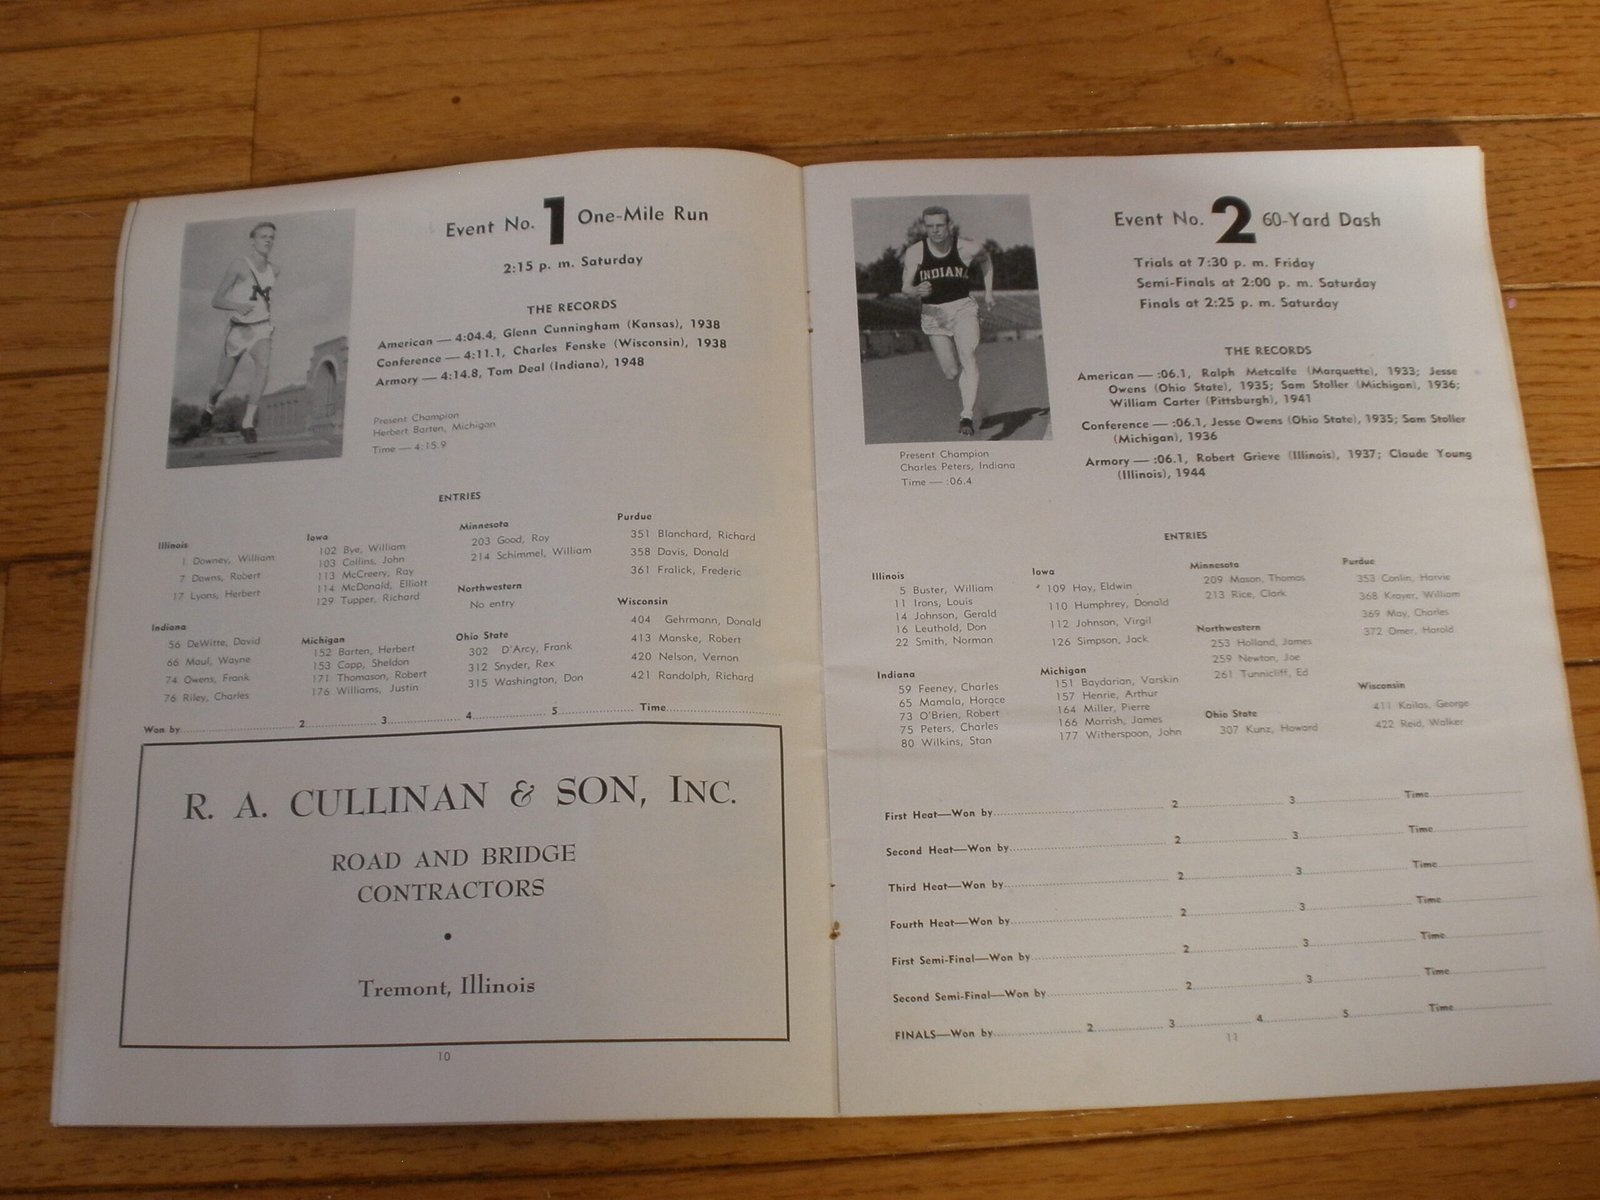 Event No. 1 One-Mile Run
2:15 p. m. Saturday
THE RECORDS
American — 4:04.4, Glenn Cunningham (Kansas), 1938
Conference — 4:11.1, Charles Fenske (Wisconsin), 1938
Armory — 4:14.8, Tom Deal (Indiana), 1948
M
Present Champion
Herbert Barten, Michigan
Time — 4:15.9
ENTRIES
Illinois
1 Downey, William
7 Downs, Robert
17 Lyons, Herbert
Indiana
56 DeWitte, David
66 Maul, Wayne
74 Owens, Frank
76 Riley, Charles
Iowa
102 Bye, William
103 Collins, John
113 McCreery, Ray
114 McDonald, Elliott
129 Tupper, Richard
Michigan
152 Barten, Herbert
153 Capp, Sheldon
171 Thomason, Robert
176 Williams, Justin
Minnesota
203 Good, Roy
214 Schimmel, William
Northwestern
No entry
Ohio State
302 D'Arcy, Frank
312 Snyder, Rex
315 Washington, Don
Purdue
351 Blanchard, Richard
358 Davis, Donald
361 Fralick, Frederic
Wisconsin
404 Gehrmann, Donald
413 Manske, Robert
420 Nelson, Vernon
421 Randolph, Richard
Won by 2 3 4 5 Time
R. A. CULLINAN & SON, INC.
ROAD AND BRIDGE
CONTRACTORS
Tremont, Illinois
10
Event No. 2 60-Yard Dash
Trials at 7:30 p. m. Friday
Semi-Finals at 2:00 p. m. Saturday
Finals at 2:25 p. m. Saturday
INDIANA
THE RECORDS
American — :06.1, Ralph Metcalfe (Marquette), 1933; Jesse
Owens (Ohio State), 1935; Sam Stoller (Michigan), 1936;
William Carter (Pittsburgh), 1941
Conference — :06.1, Jesse Owens (Ohio State), 1935; Sam Stoller
(Michigan), 1936
Armory — :06.1, Robert Grieve (Illinois), 1937; Claude Young
(Illinois), 1944
Present Champion
Charles Peters, Indiana
Time — :06.4
ENTRIES
Illinois
5 Buster, William
11 Irons, Louis
14 Johnson, Gerald
16 Leuthold, Don
22 Smith, Norman
Indiana
59 Feeney, Charles
65 Mamala, Horace
73 O'Brien, Robert
75 Peters, Charles
80 Wilkins, Stan
Iowa
109 Hay, Eldwin
110 Humphrey, Donald
112 Johnson, Virgil
126 Simpson, Jack
Michigan
151 Baydarian, Varskin
157 Henrie, Arthur
164 Miller, Pierre
166 Morrish, James
177 Witherspoon, John
Minnesota
209 Mason, Thomas
213 Rice, Clark
Northwestern
253 Holland, James
259 Newton, Joe
261 Tunnicliff, Ed
Ohio State
307 Kunz, Howard
Purdue
353 Conlin, Harvie
368 Krayer, William
369 May, Charles
372 Omer, Harold
Wisconsin
411 Kailas, George
422 Reid, Walker
First Heat—Won by 2 3 Time
Second Heat—Won by 2 3 Time
Third Heat—Won by 2 3 Time
Fourth Heat—Won by 2 3 Time
First Semi-Final—Won by 2 3 Time
Second Semi-Final—Won by 2 3 Time
FINALS—Won by 2 3 4 5 Time
11